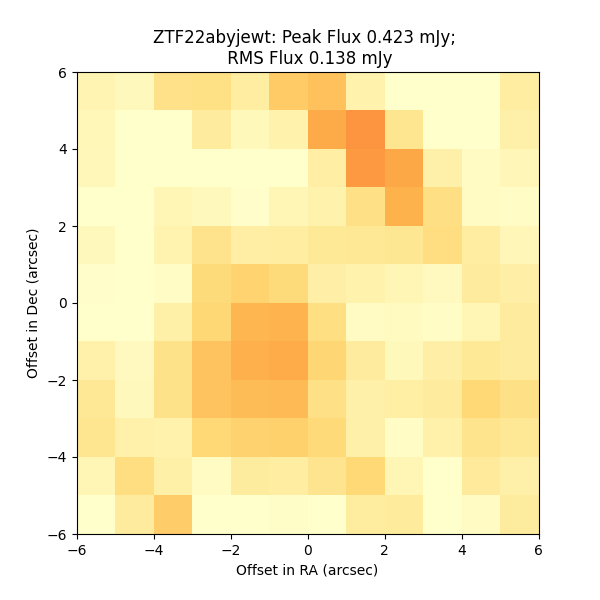 ZTF22abyjewt: Peak Flux 0.423 mJy;
RMS Flux 0.138 mJy
6
4
2
0
−2
−4
−6
Offset in Dec (arcsec)
−6 −4 −2 0 2 4 6
Offset in RA (arcsec)